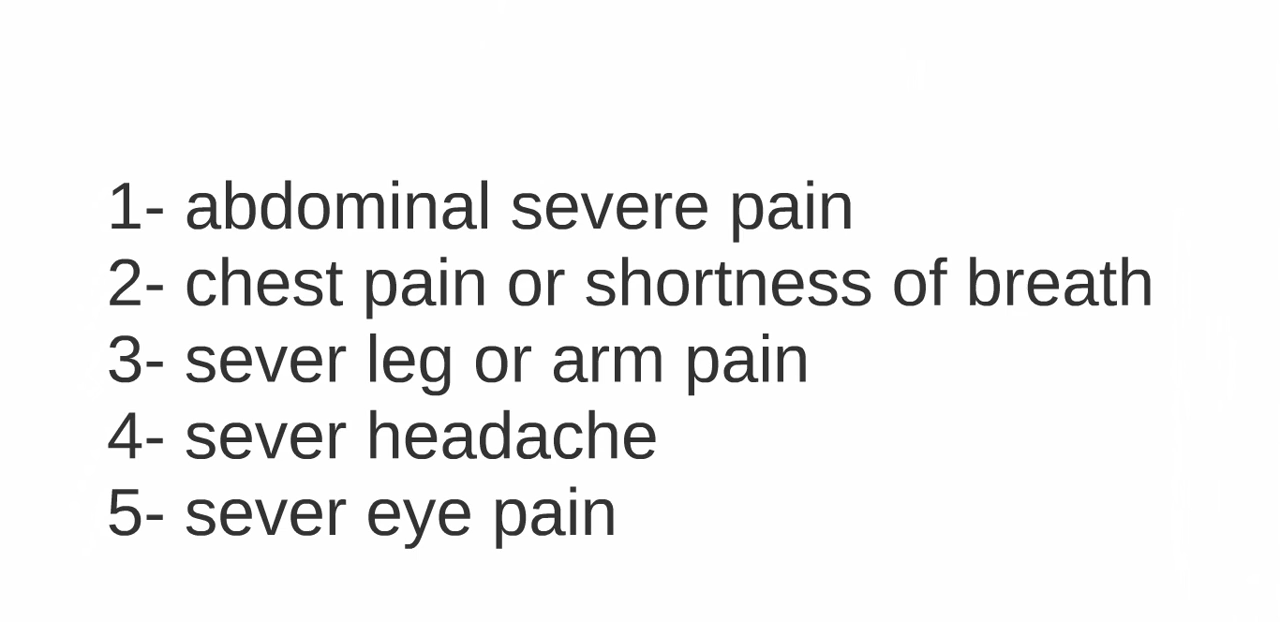 1- abdominal severe pain
2- chest pain or shortness of breath
3- sever leg or arm pain
4- sever headache
5- sever eye pain